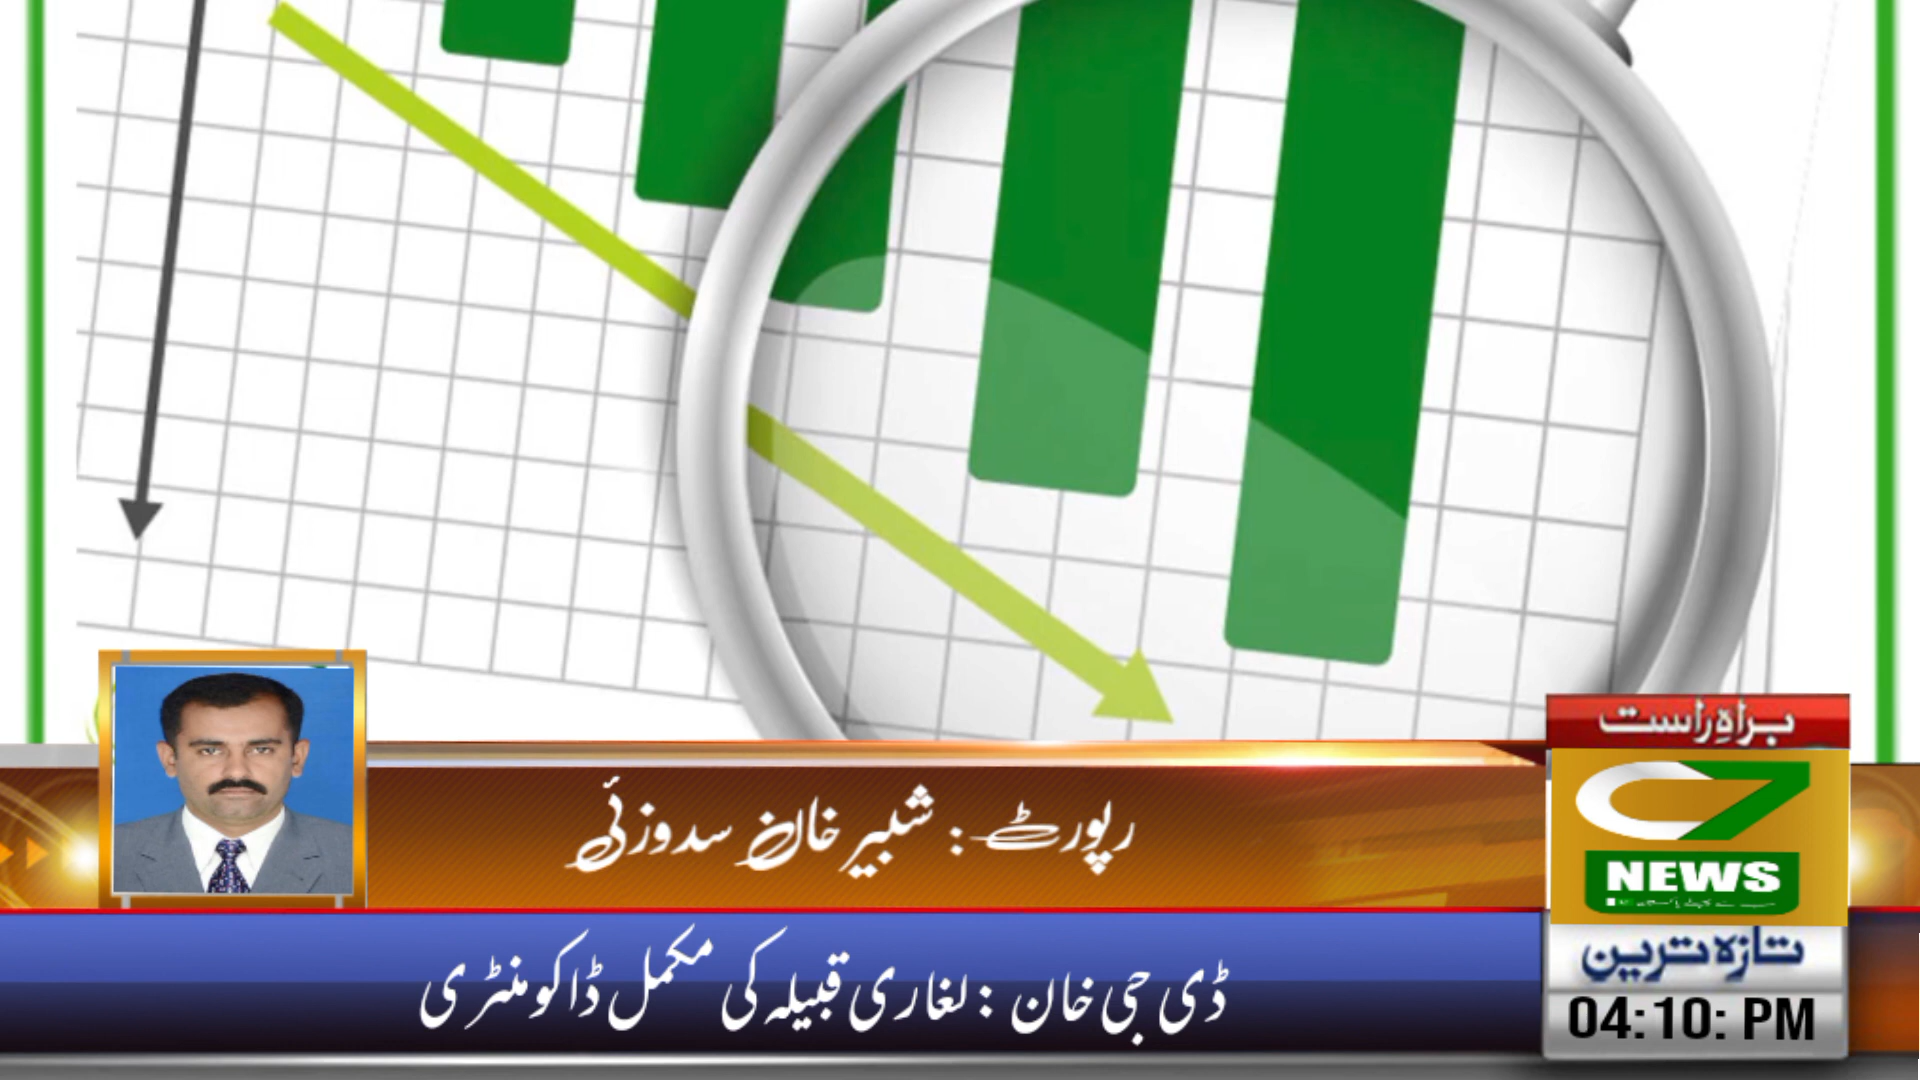 براہِ راست
C7
NEWS
رپورٹ : شبیر خان سدوزئی
تازہ ترین
ڈی جی خان : لغاری قبیلہ کی مکمل ڈاکومنٹری
04:10: PM